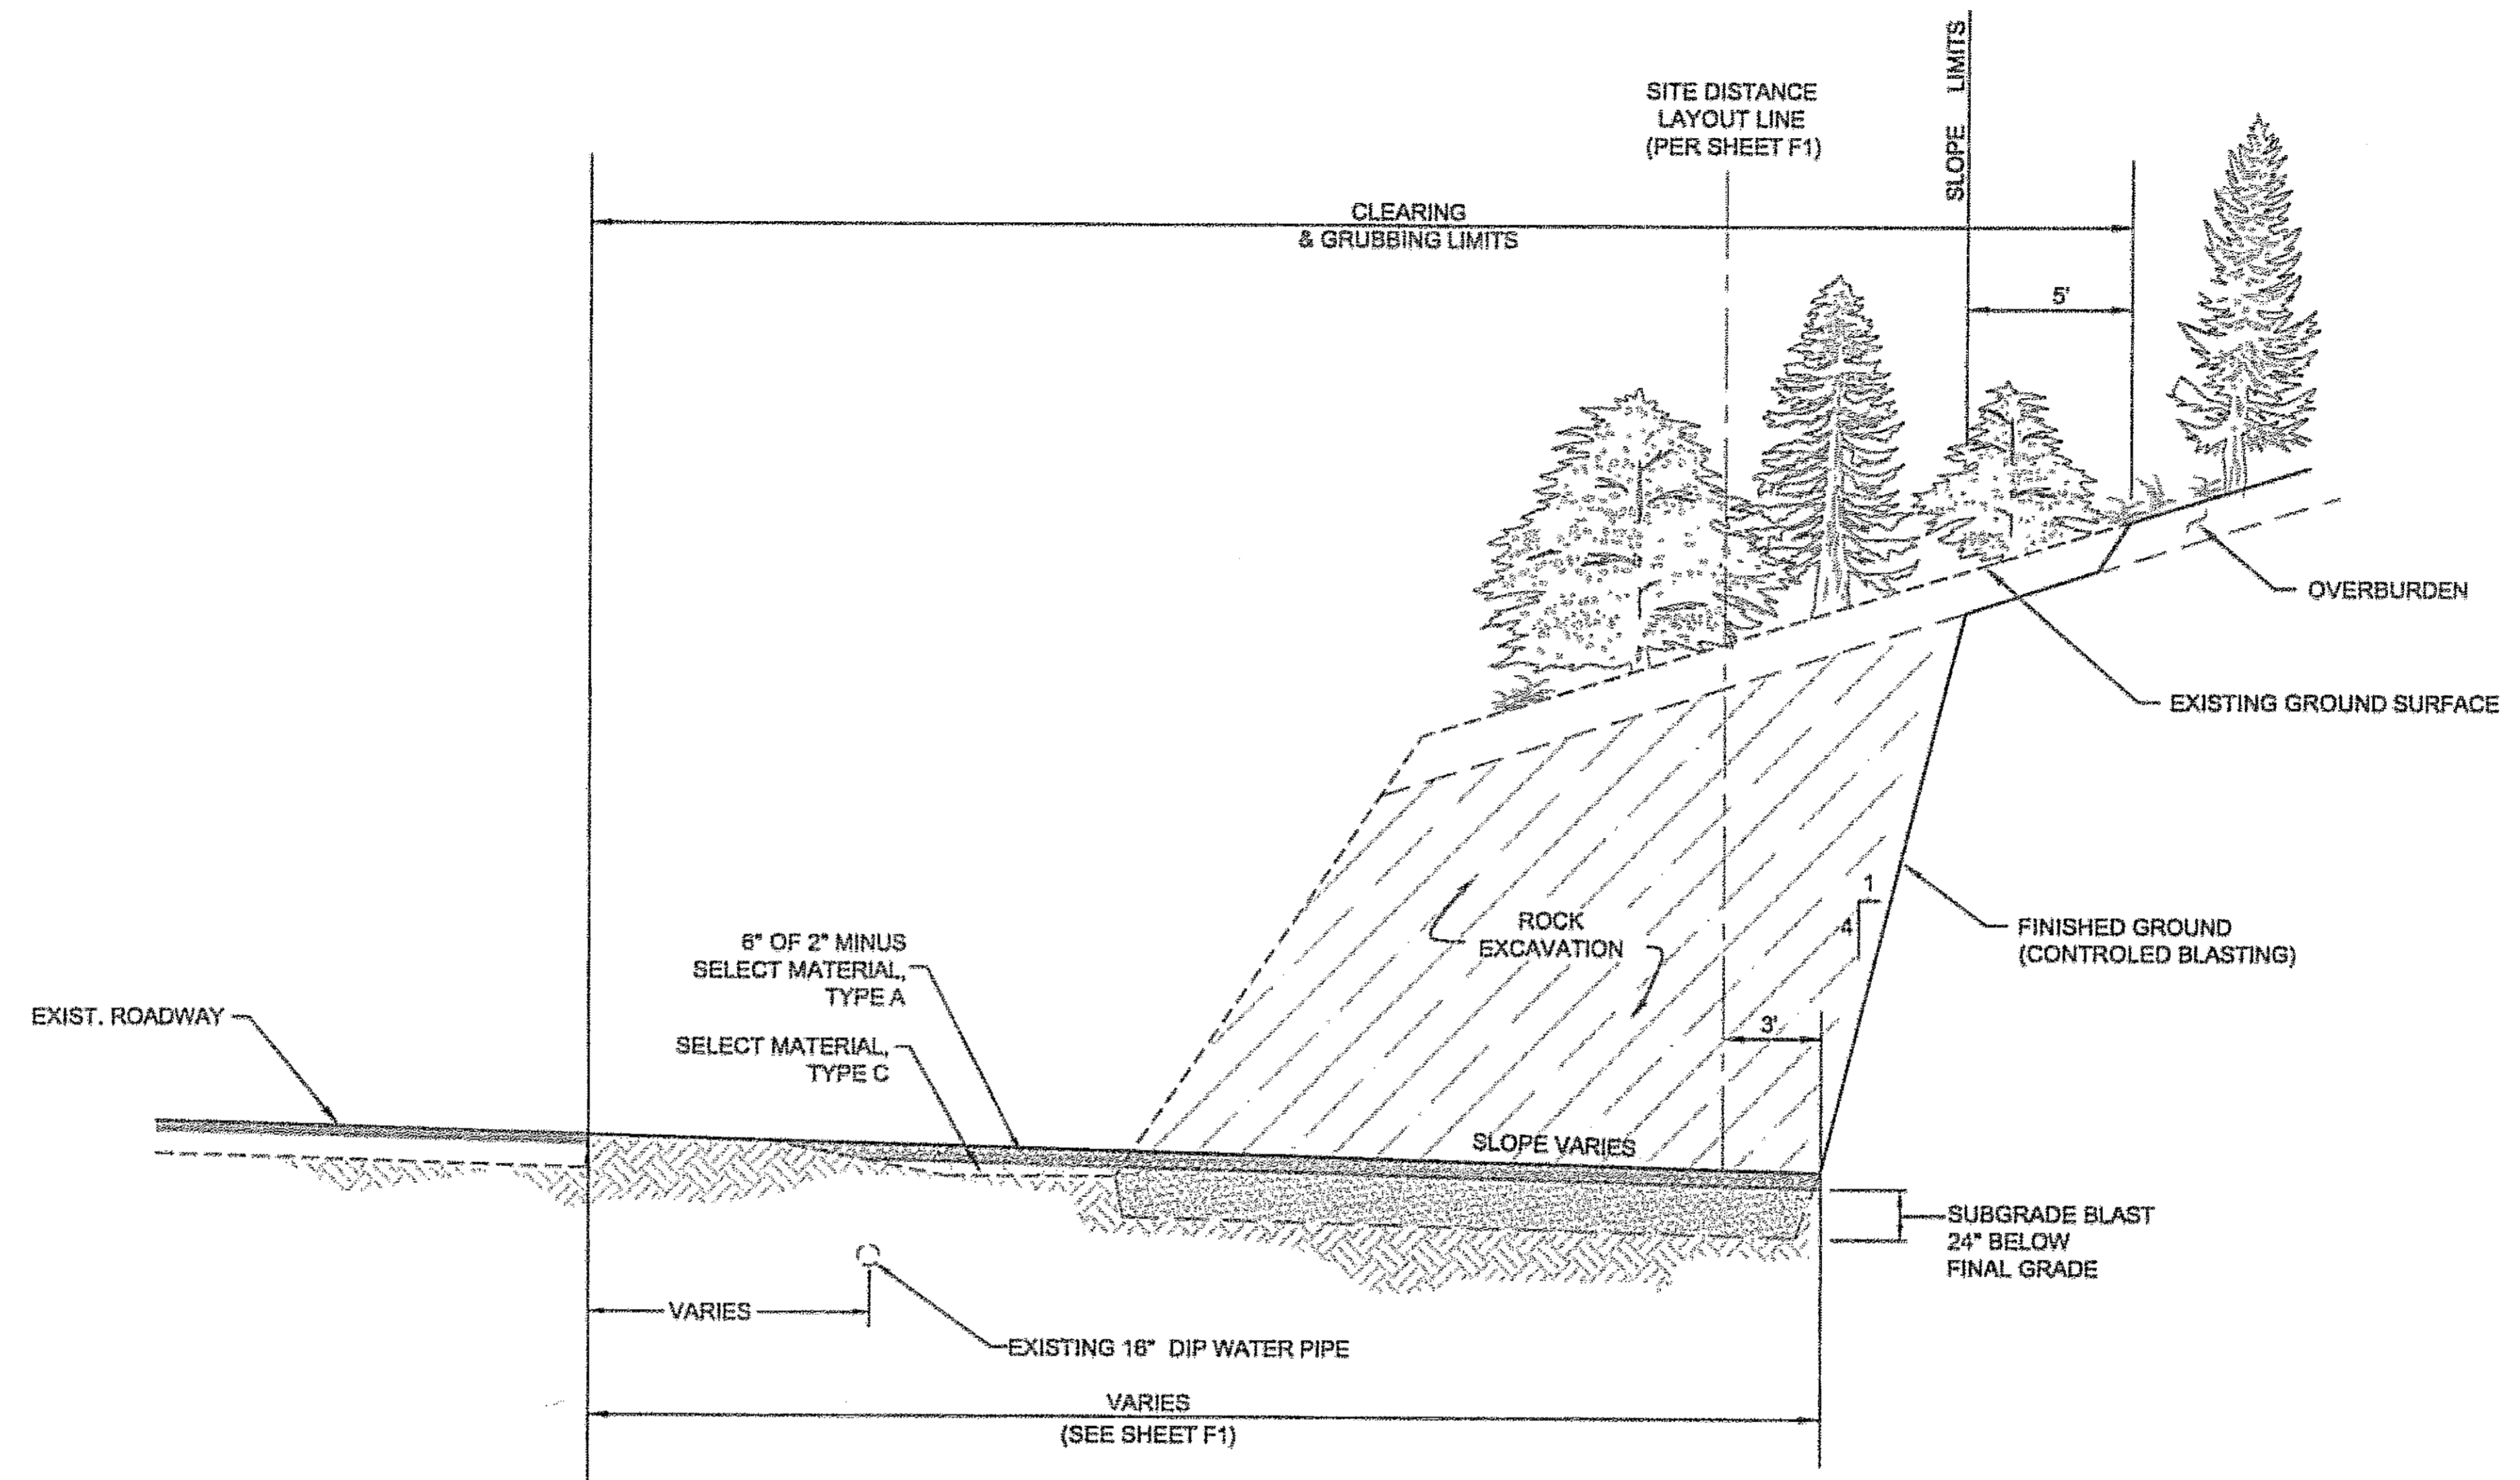 SLOPE LIMITS
SITE DISTANCE
LAYOUT LINE
(PER SHEET F1)
CLEARING
& GRUBBING LIMITS
5'
OVERBURDEN
EXISTING GROUND SURFACE
1
4
ROCK
EXCAVATION
FINISHED GROUND
(CONTROLED BLASTING)
6" OF 2" MINUS
SELECT MATERIAL,
TYPE A
EXIST. ROADWAY
SELECT MATERIAL,
TYPE C
3'
SLOPE VARIES
SUBGRADE BLAST
24" BELOW
FINAL GRADE
VARIES
EXISTING 16" DIP WATER PIPE
VARIES
(SEE SHEET F1)